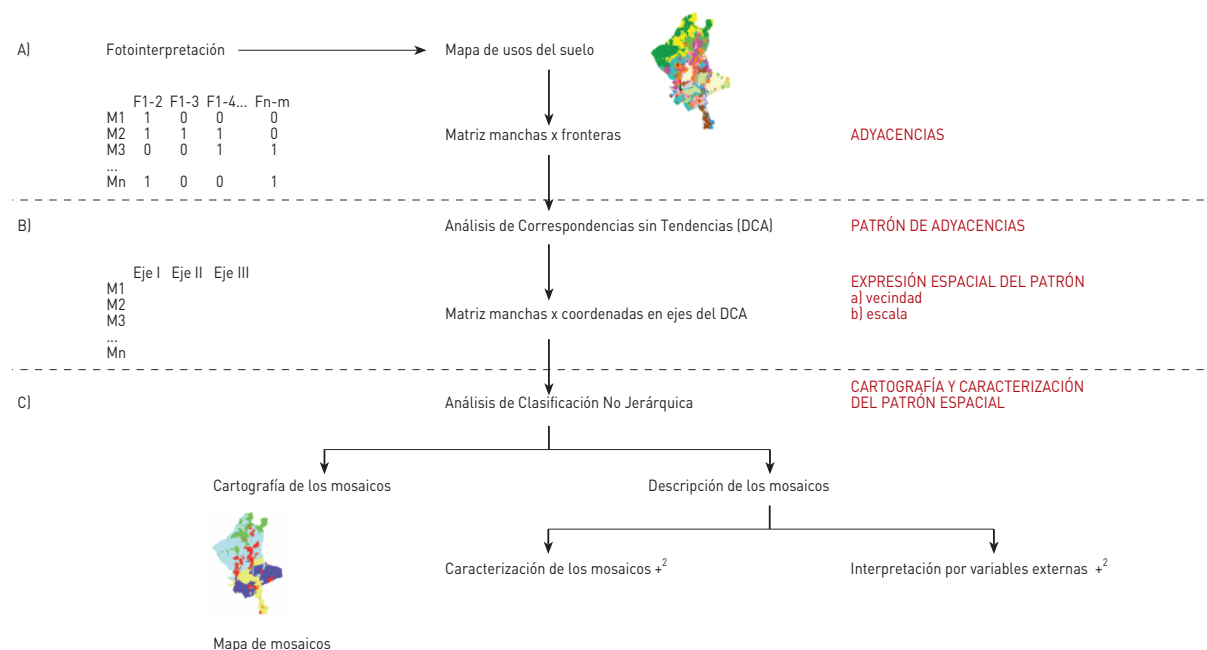 A) Fotointerpretación Mapa de usos del suelo
F1-2 F1-3 F1-4... Fn-m
M1 1 0 0 0
M2 1 1 1 0
M3 0 0 1 1
...
Mn 1 0 0 1
Matriz manchas x fronteras
ADYACENCIAS
B) Análisis de Correspondencias sin Tendencias (DCA) PATRÓN DE ADYACENCIAS
Eje I Eje II Eje III
M1
M2
M3
...
Mn
Matriz manchas x coordenadas en ejes del DCA
EXPRESIÓN ESPACIAL DEL PATRÓN
a) vecindad
b) escala
C) Análisis de Clasificación No Jerárquica
CARTOGRAFÍA Y CARACTERIZACIÓN
DEL PATRÓN ESPACIAL
Cartografía de los mosaicos Descripción de los mosaicos
Caracterización de los mosaicos +² Interpretación por variables externas +²
Mapa de mosaicos